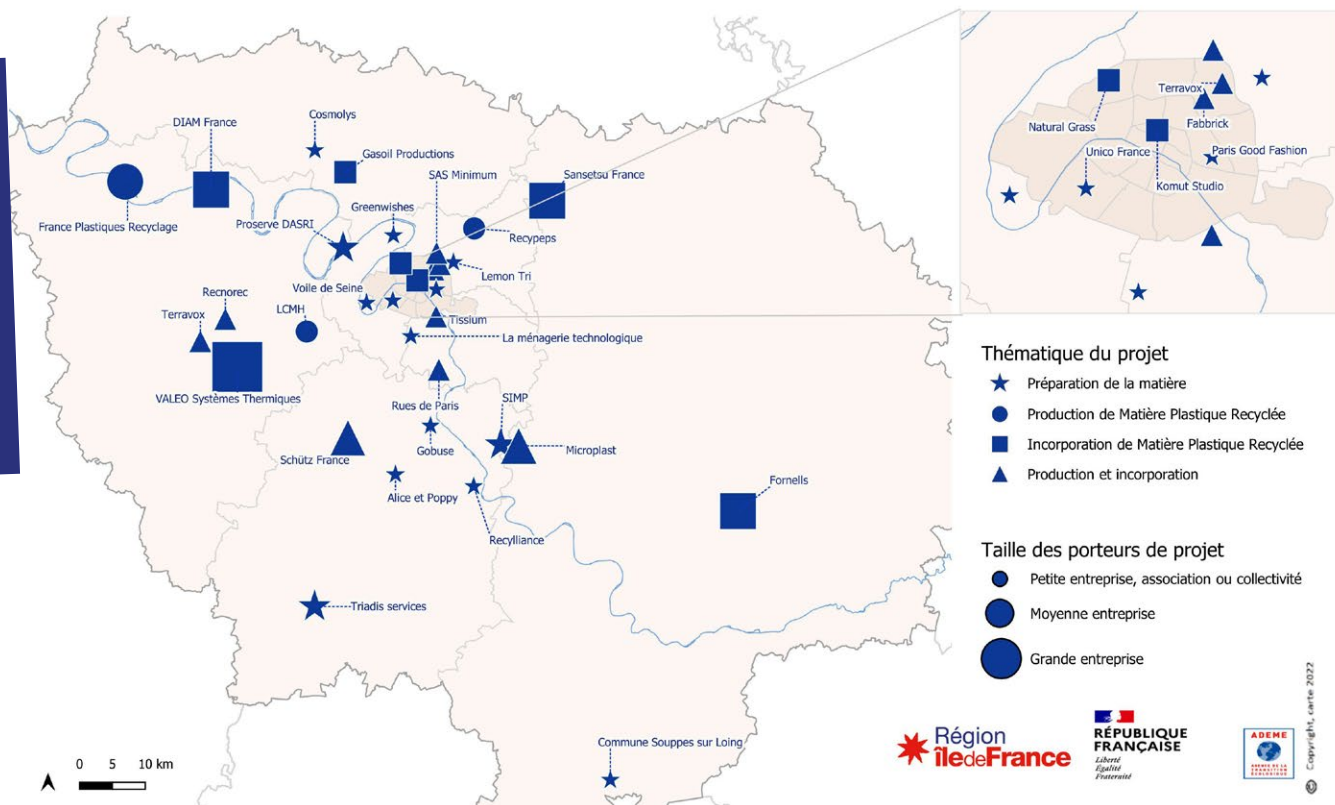 Cosmolys
DIAM France
Gasoil Productions
SAS Minimum
Sansetsu France
Greenwishes
France Plastiques Recyclage
Proserve DASRI
Recypeps
Lemon Tri
Voile de Seine
Recnorec
LCMH
Terravox
Tissium
La ménagerie technologique
VALEO Systèmes Thermiques
Rues de Paris
SIMP
Schütz France
Gobuse
Microplast
Alice et Poppy
Fornells
Recylliance
Triadis services
Commune Souppes sur Loing
0 5 10 km
Terravox
Natural Grass
Fabbrick
Unico France
Paris Good Fashion
Komut Studio
Thématique du projet
Préparation de la matière
Production de Matière Plastique Recyclée
Incorporation de Matière Plastique Recyclée
Production et incorporation
Taille des porteurs de projet
Petite entreprise, association ou collectivité
Moyenne entreprise
Grande entreprise
Région
îledeFrance
RÉPUBLIQUE
FRANÇAISE
Liberté
Égalité
Fraternité
ADEME
AGENCE DE LA
TRANSITION
ÉCOLOGIQUE
© Copyright, carte 2022